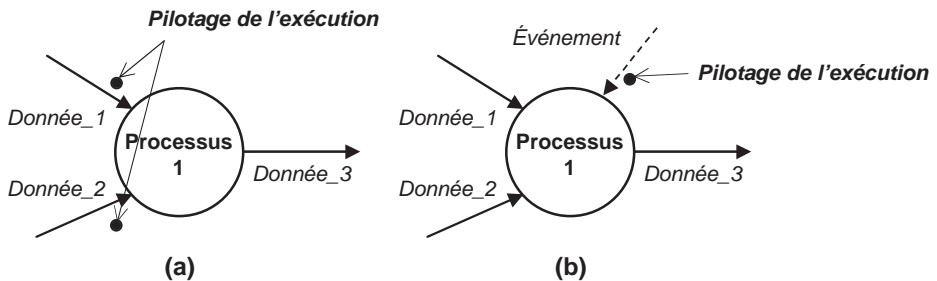 Pilotage de l'exécution
Donnée_1
Processus
1
Donnée_2
Donnée_3
(a)
Événement
Pilotage de l'exécution
Donnée_1
Processus
1
Donnée_2
Donnée_3
(b)